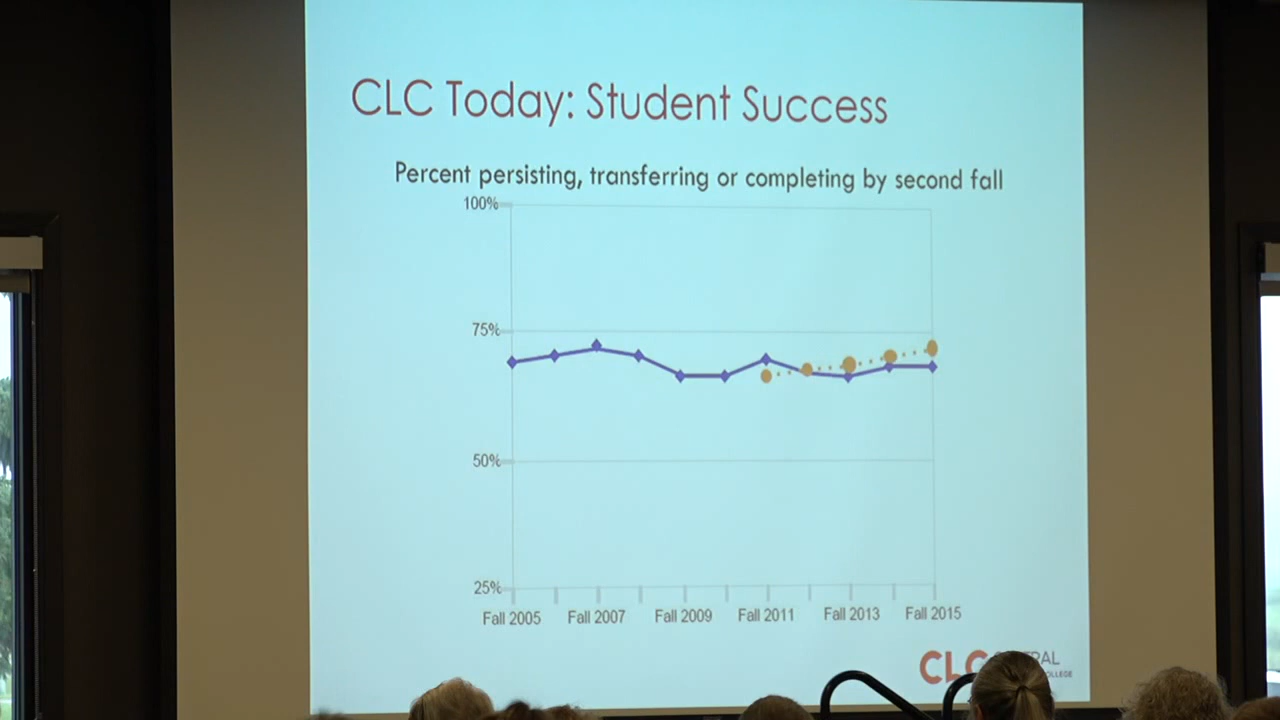 CLC Today: Student Success
Percent persisting, transferring or completing by second fall
100%
75%
50%
25%
Fall 2005 Fall 2007 Fall 2009 Fall 2011 Fall 2013 Fall 2015
CLC